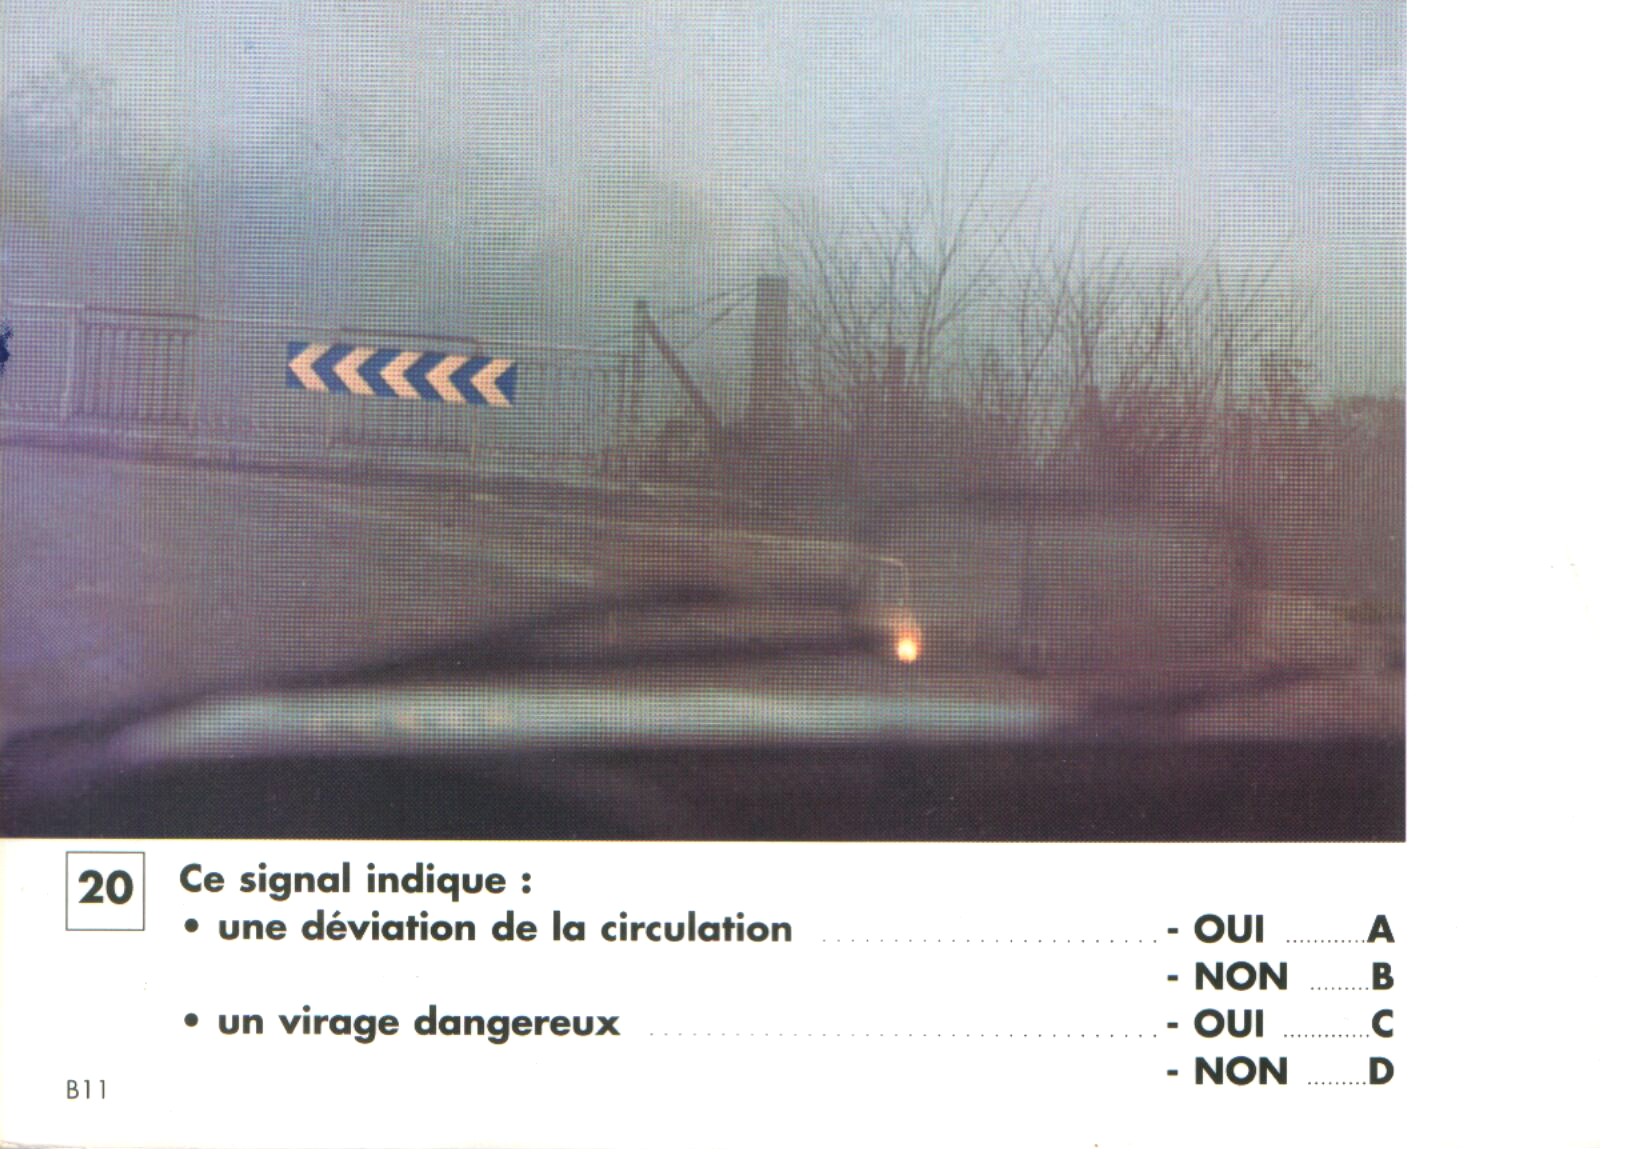 20 Ce signal indique :
• une déviation de la circulation - OUI A
- NON B
• un virage dangereux - OUI C
- NON D
B11